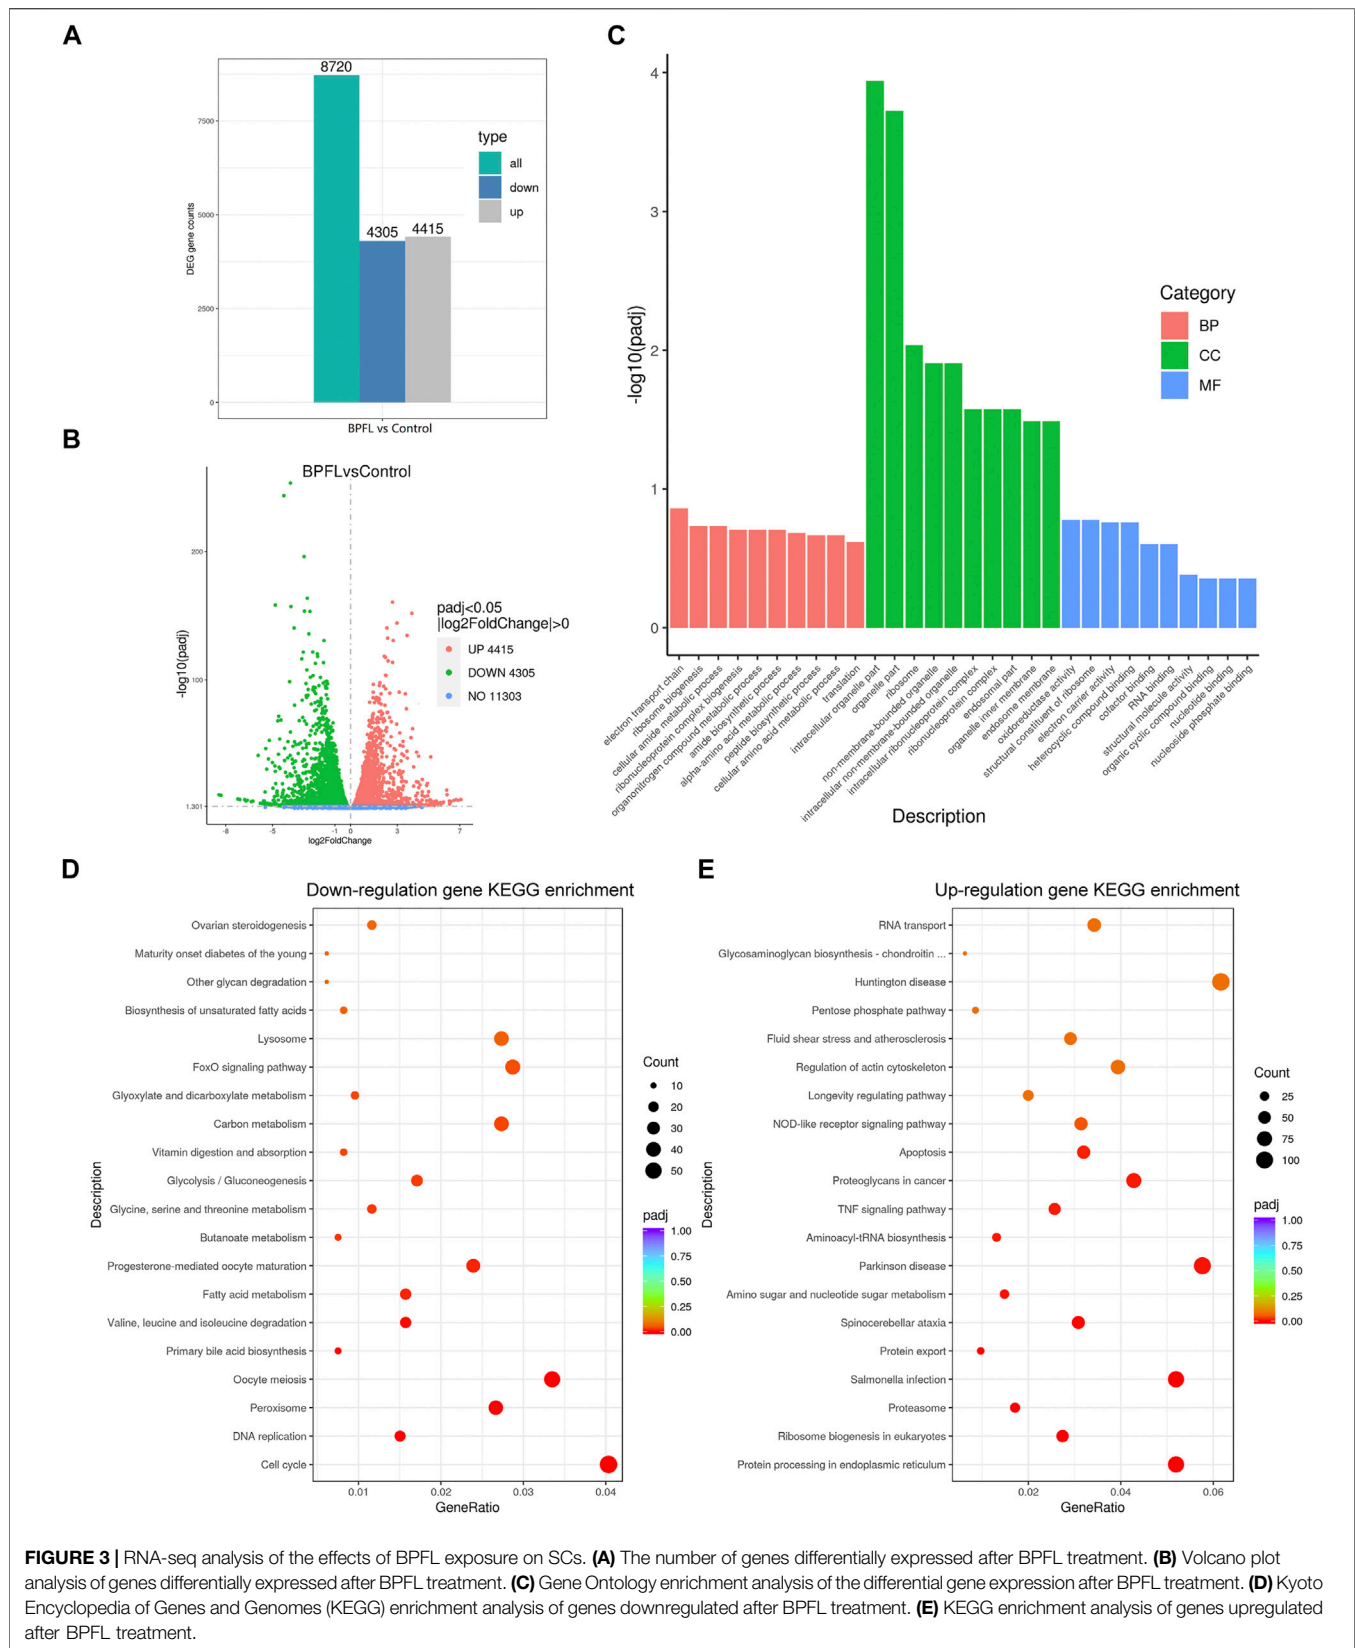 A
8720
7500
5000
2500
0
4305
4415
DEG gene counts
BPFL vs Control
type
all
down
up
B
BPFLvsControl
200
100
1.301
-log10(padj)
-8
-5
-1
0
3
7
log2FoldChange
padj<0.05
|log2FoldChange|>0
UP 4415
DOWN 4305
NO 11303
C
4
3
2
1
0
-log10(padj)
Category
BP
CC
MF
electron transport chain
ribosome biogenesis
cellular amide metabolic process
ribonucleoprotein complex biogenesis
organonitrogen compound metabolic process
amide biosynthetic process
alpha-amino acid metabolic process
peptide biosynthetic process
cellular amino acid metabolic process
translation
intracellular organelle part
organelle part
ribosome
non-membrane-bounded organelle
intracellular non-membrane-bounded organelle
intracellular ribonucleoprotein complex
ribonucleoprotein complex
endosomal part
organelle inner membrane
endosome membrane
oxidoreductase activity
structural constituent of ribosome
electron carrier activity
heterocyclic compound binding
cofactor binding
RNA binding
structural molecule activity
organic cyclic compound binding
nucleotide binding
nucleoside phosphate binding
Description
D
Down-regulation gene KEGG enrichment
Ovarian steroidogenesis
Maturity onset diabetes of the young
Other glycan degradation
Biosynthesis of unsaturated fatty acids
Lysosome
FoxO signaling pathway
Glyoxylate and dicarboxylate metabolism
Carbon metabolism
Vitamin digestion and absorption
Glycolysis / Gluconeogenesis
Glycine, serine and threonine metabolism
Butanoate metabolism
Progesterone-mediated oocyte maturation
Fatty acid metabolism
Valine, leucine and isoleucine degradation
Primary bile acid biosynthesis
Oocyte meiosis
Peroxisome
DNA replication
Cell cycle
Description
0.01
0.02
0.03
0.04
GeneRatio
Count
10
20
30
40
50
padj
1.00
0.75
0.50
0.25
0.00
E
Up-regulation gene KEGG enrichment
RNA transport
Glycosaminoglycan biosynthesis - chondroitin ...
Huntington disease
Pentose phosphate pathway
Fluid shear stress and atherosclerosis
Regulation of actin cytoskeleton
Longevity regulating pathway
NOD-like receptor signaling pathway
Apoptosis
Proteoglycans in cancer
TNF signaling pathway
Aminoacyl-tRNA biosynthesis
Parkinson disease
Amino sugar and nucleotide sugar metabolism
Spinocerebellar ataxia
Protein export
Salmonella infection
Proteasome
Ribosome biogenesis in eukaryotes
Protein processing in endoplasmic reticulum
Description
0.02
0.04
0.06
GeneRatio
Count
25
50
75
100
padj
1.00
0.75
0.50
0.25
0.00
FIGURE 3 | RNA-seq analysis of the effects of BPFL exposure on SCs. (A) The number of genes differentially expressed after BPFL treatment. (B) Volcano plot
analysis of genes differentially expressed after BPFL treatment. (C) Gene Ontology enrichment analysis of the differential gene expression after BPFL treatment. (D) Kyoto
Encyclopedia of Genes and Genomes (KEGG) enrichment analysis of genes downregulated after BPFL treatment. (E) KEGG enrichment analysis of genes upregulated
after BPFL treatment.